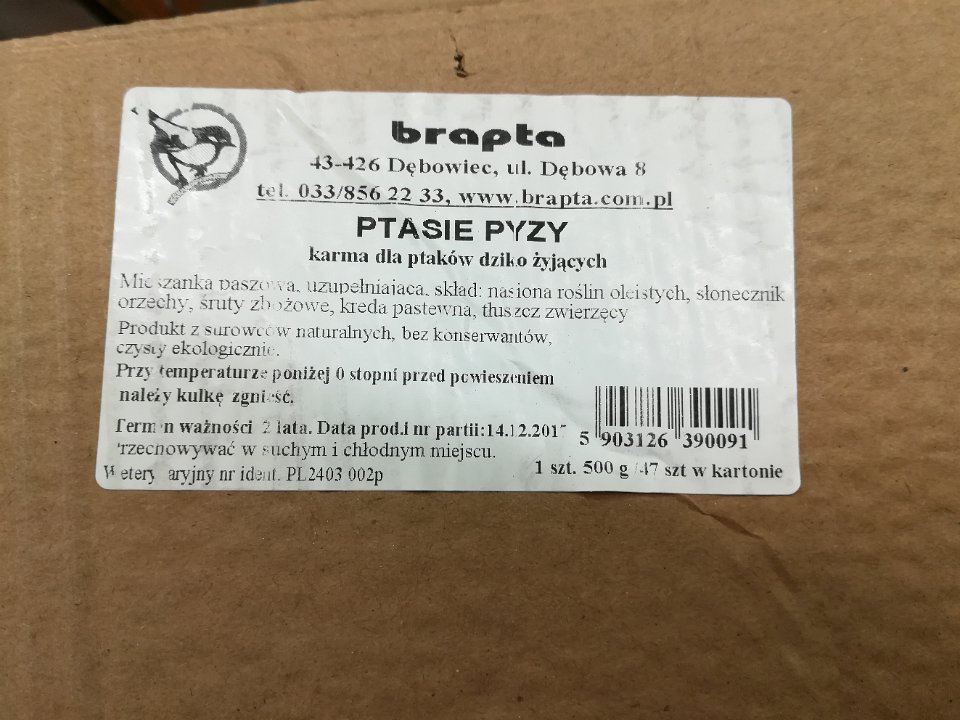 brapta
43-426 Dębowiec, ul. Dębowa 8
tel. 033/856 22 33, www.brapta.com.pl
PTASIE PYZY
karma dla ptaków dziko żyjących
Mieszanka paszowa, uzupełniająca, skład: nasiona roślin oleistych, słonecznik
orzechy, śruty zbożowe, kreda pastewna, tłuszcz zwierzęcy
Produkt z surowców naturalnych, bez konserwantów,
czysty ekologicznie.
Przy temperaturze poniżej 0 stopni przed powieszeniem
należy kulkę zgnieść.
Termin ważności 2 lata. Data prod.i nr partii:14.12.2017
Przechowywać w suchym i chłodnym miejscu.
Weterynaryjny nr ident. PL2403 002p
5 903126 390091
1 szt. 500 g /47 szt w kartonie